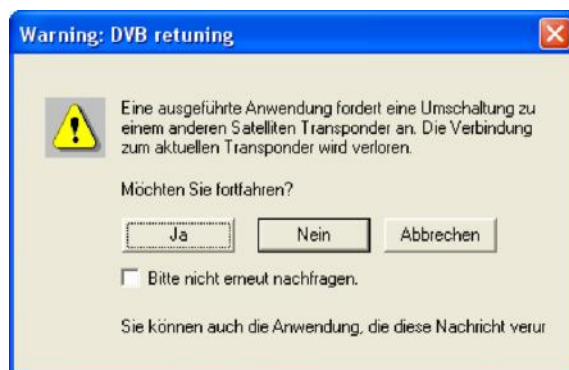 Warning: DVB retuning
Eine ausgeführte Anwendung fordert eine Umschaltung zu
einem anderen Satelliten Transponder an. Die Verbindung
zum aktuellen Transponder wird verloren.
Möchten Sie fortfahren?
Ja Nein Abbrechen
Bitte nicht erneut nachfragen.
Sie können auch die Anwendung, die diese Nachricht verur